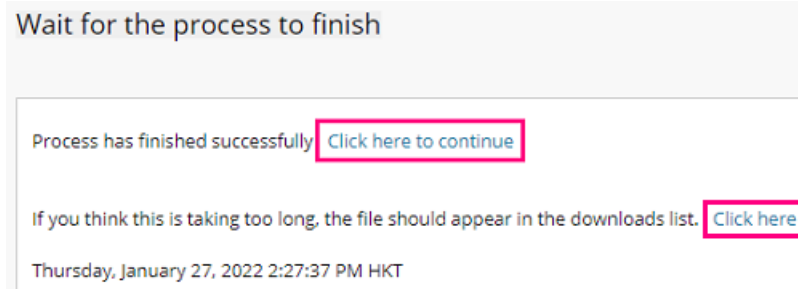 Wait for the process to finish
Process has finished successfully Click here to continue
If you think this is taking too long, the file should appear in the downloads list. Click here
Thursday, January 27, 2022 2:27:37 PM HKT